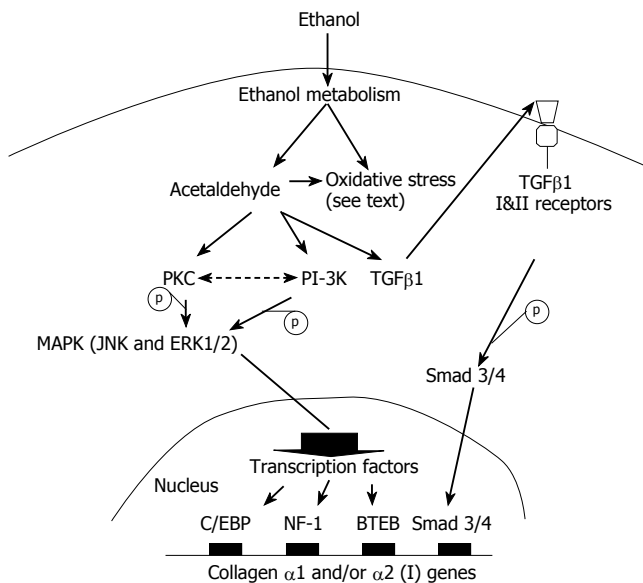 Ethanol
Ethanol metabolism
Acetaldehyde
Oxidative stress
(see text)
TGFβ1
I&II receptors
PKC
PI-3K
TGFβ1
p
p
p
MAPK (JNK and ERK1/2)
Smad 3/4
Transcription factors
Nucleus
C/EBP
NF-1
BTEB
Smad 3/4
Collagen α1 and/or α2 (I) genes